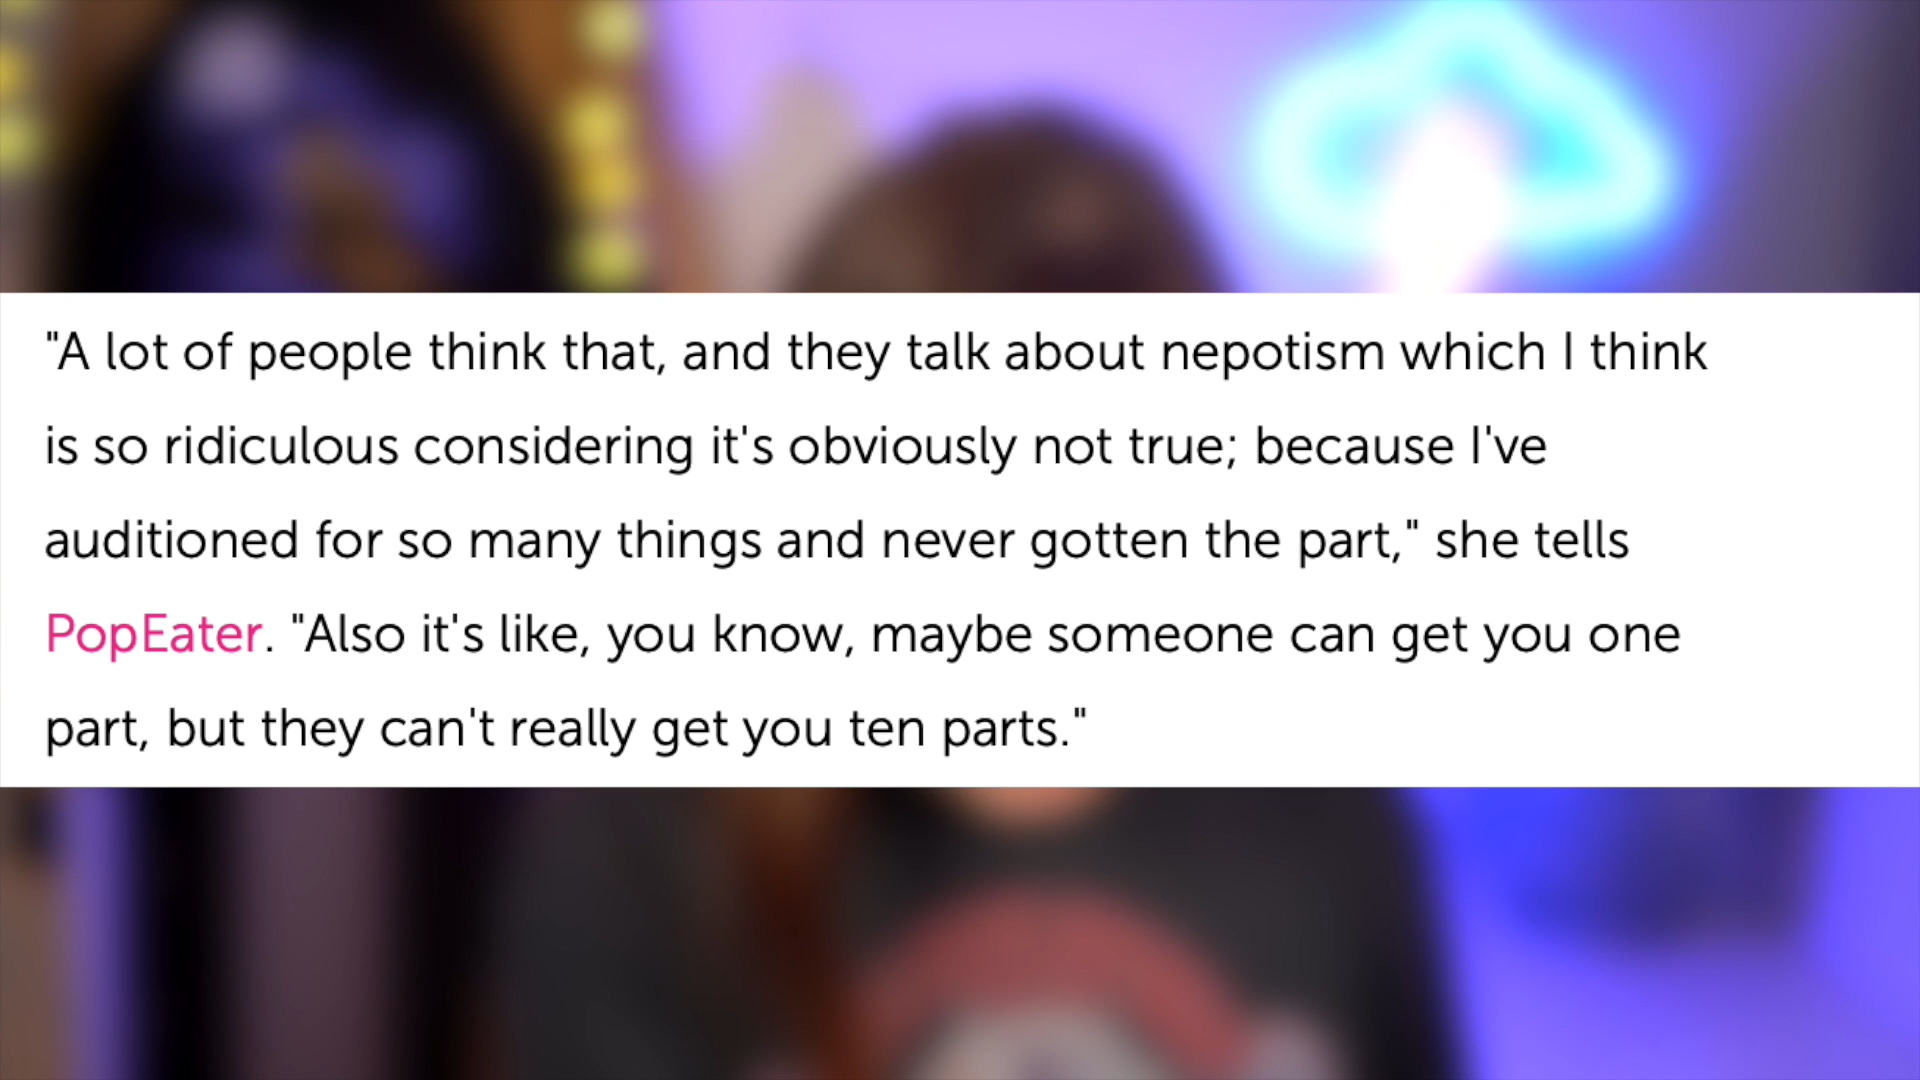 "A lot of people think that, and they talk about nepotism which I think
is so ridiculous considering it's obviously not true; because I've
auditioned for so many things and never gotten the part," she tells
PopEater. "Also it's like, you know, maybe someone can get you one
part, but they can't really get you ten parts."